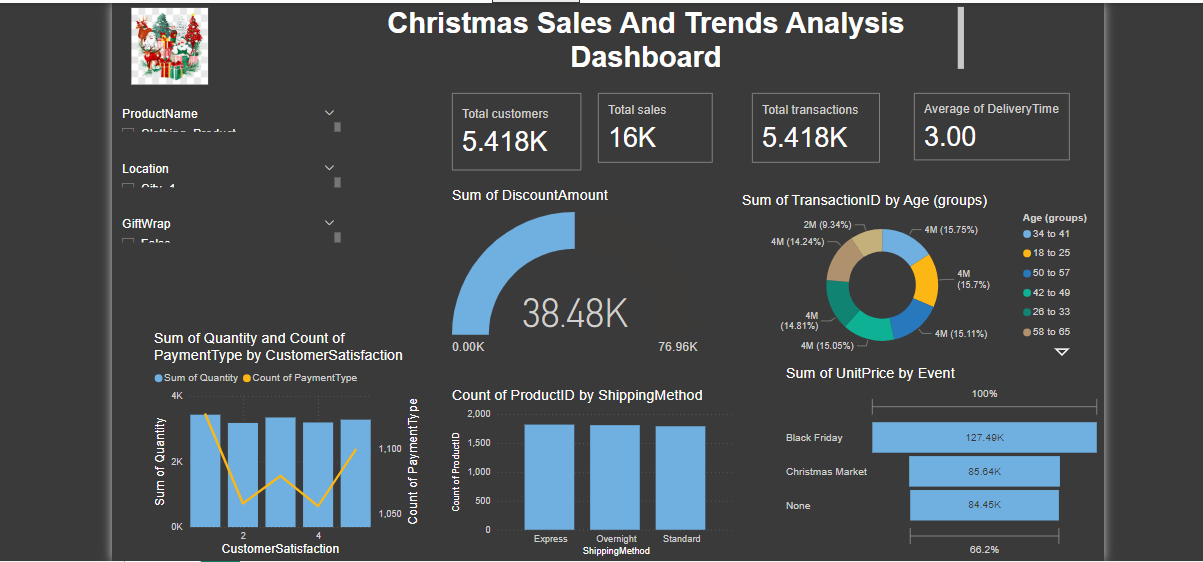 Christmas Sales And Trends Analysis
Dashboard
ProductName
Clothing_Product
Location
City_1
GiftWrap
False
Total customers
5.418K
Total sales
16K
Total transactions
5.418K
Average of DeliveryTime
3.00
Sum of DiscountAmount
38.48K
0.00K
76.96K
Sum of TransactionID by Age (groups)
2M (9.34%)
4M (15.75%)
4M (14.24%)
4M
(15.7%)
4M
(14.81%)
4M (15.11%)
4M (15.05%)
Age (groups)
34 to 41
18 to 25
50 to 57
42 to 49
26 to 33
58 to 65
Sum of Quantity and Count of
PaymentType by CustomerSatisfaction
Sum of Quantity
Count of PaymentType
4K
2K
0K
Sum of Quantity
1,100
1,050
Count of PaymentType
2
4
CustomerSatisfaction
Count of ProductID by ShippingMethod
2,000
1,500
1,000
500
0
Count of ProductID
Express
Overnight
Standard
ShippingMethod
Sum of UnitPrice by Event
100%
Black Friday
127.49K
Christmas Market
85.64K
None
84.45K
66.2%